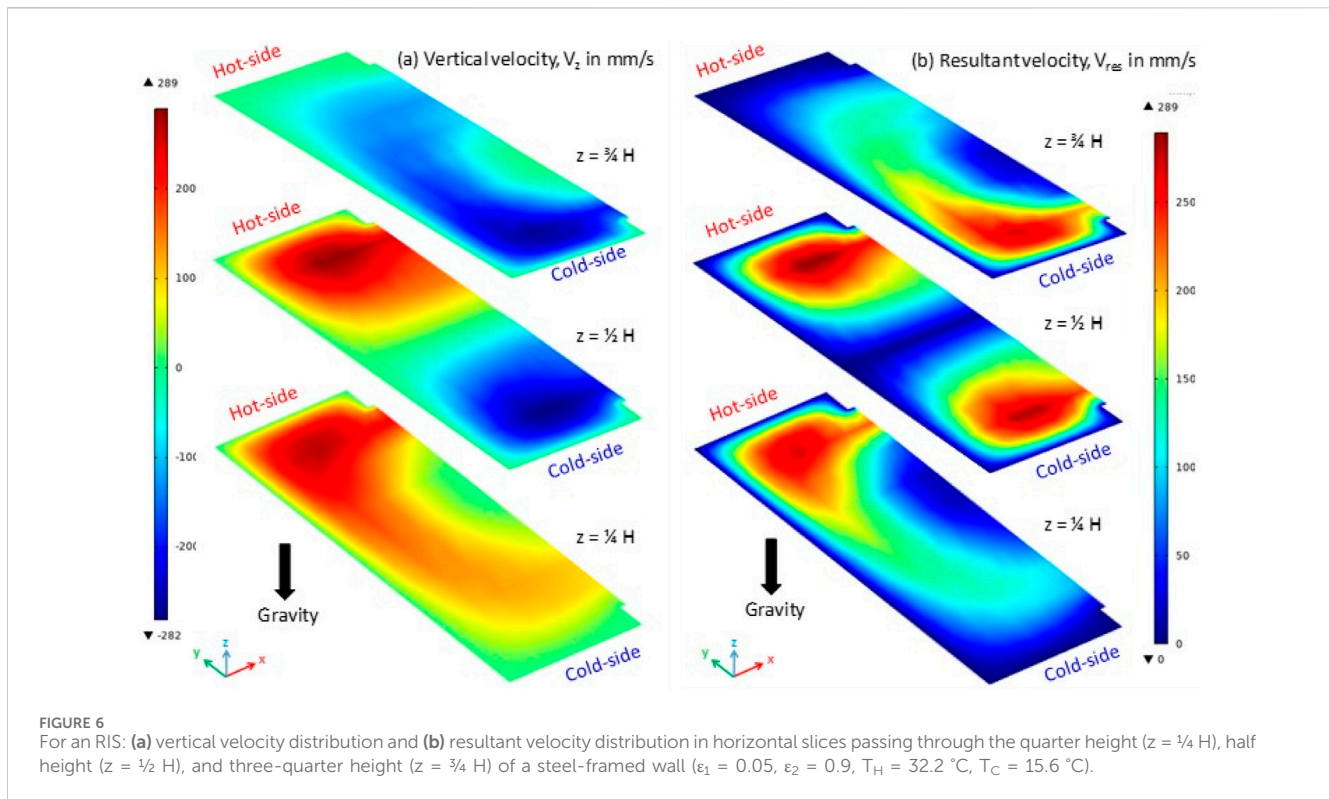 (a) Vertical velocity, Vz in mm/s
▲ 289
200
100
0
-100
-200
▼ -282
Hot-side
z = ¾ H
Cold-side
Hot-side
z = ½ H
Cold-side
Hot-side
z = ¼ H
Cold-side
Gravity
y z x
(b) Resultant velocity, Vres in mm/s
Hot-side
z = ¾ H
Cold-side
Hot-side
z = ½ H
Cold-side
Hot-side
z = ¼ H
Cold-side
Gravity
y z x
▲ 289
250
200
150
100
50
0
▼ 0
FIGURE 6
For an RIS: (a) vertical velocity distribution and (b) resultant velocity distribution in horizontal slices passing through the quarter height (z = ¼ H), half
height (z = ½ H), and three-quarter height (z = ¾ H) of a steel-framed wall (ε₁ = 0.05, ε₂ = 0.9, T_H = 32.2 °C, T_C = 15.6 °C).